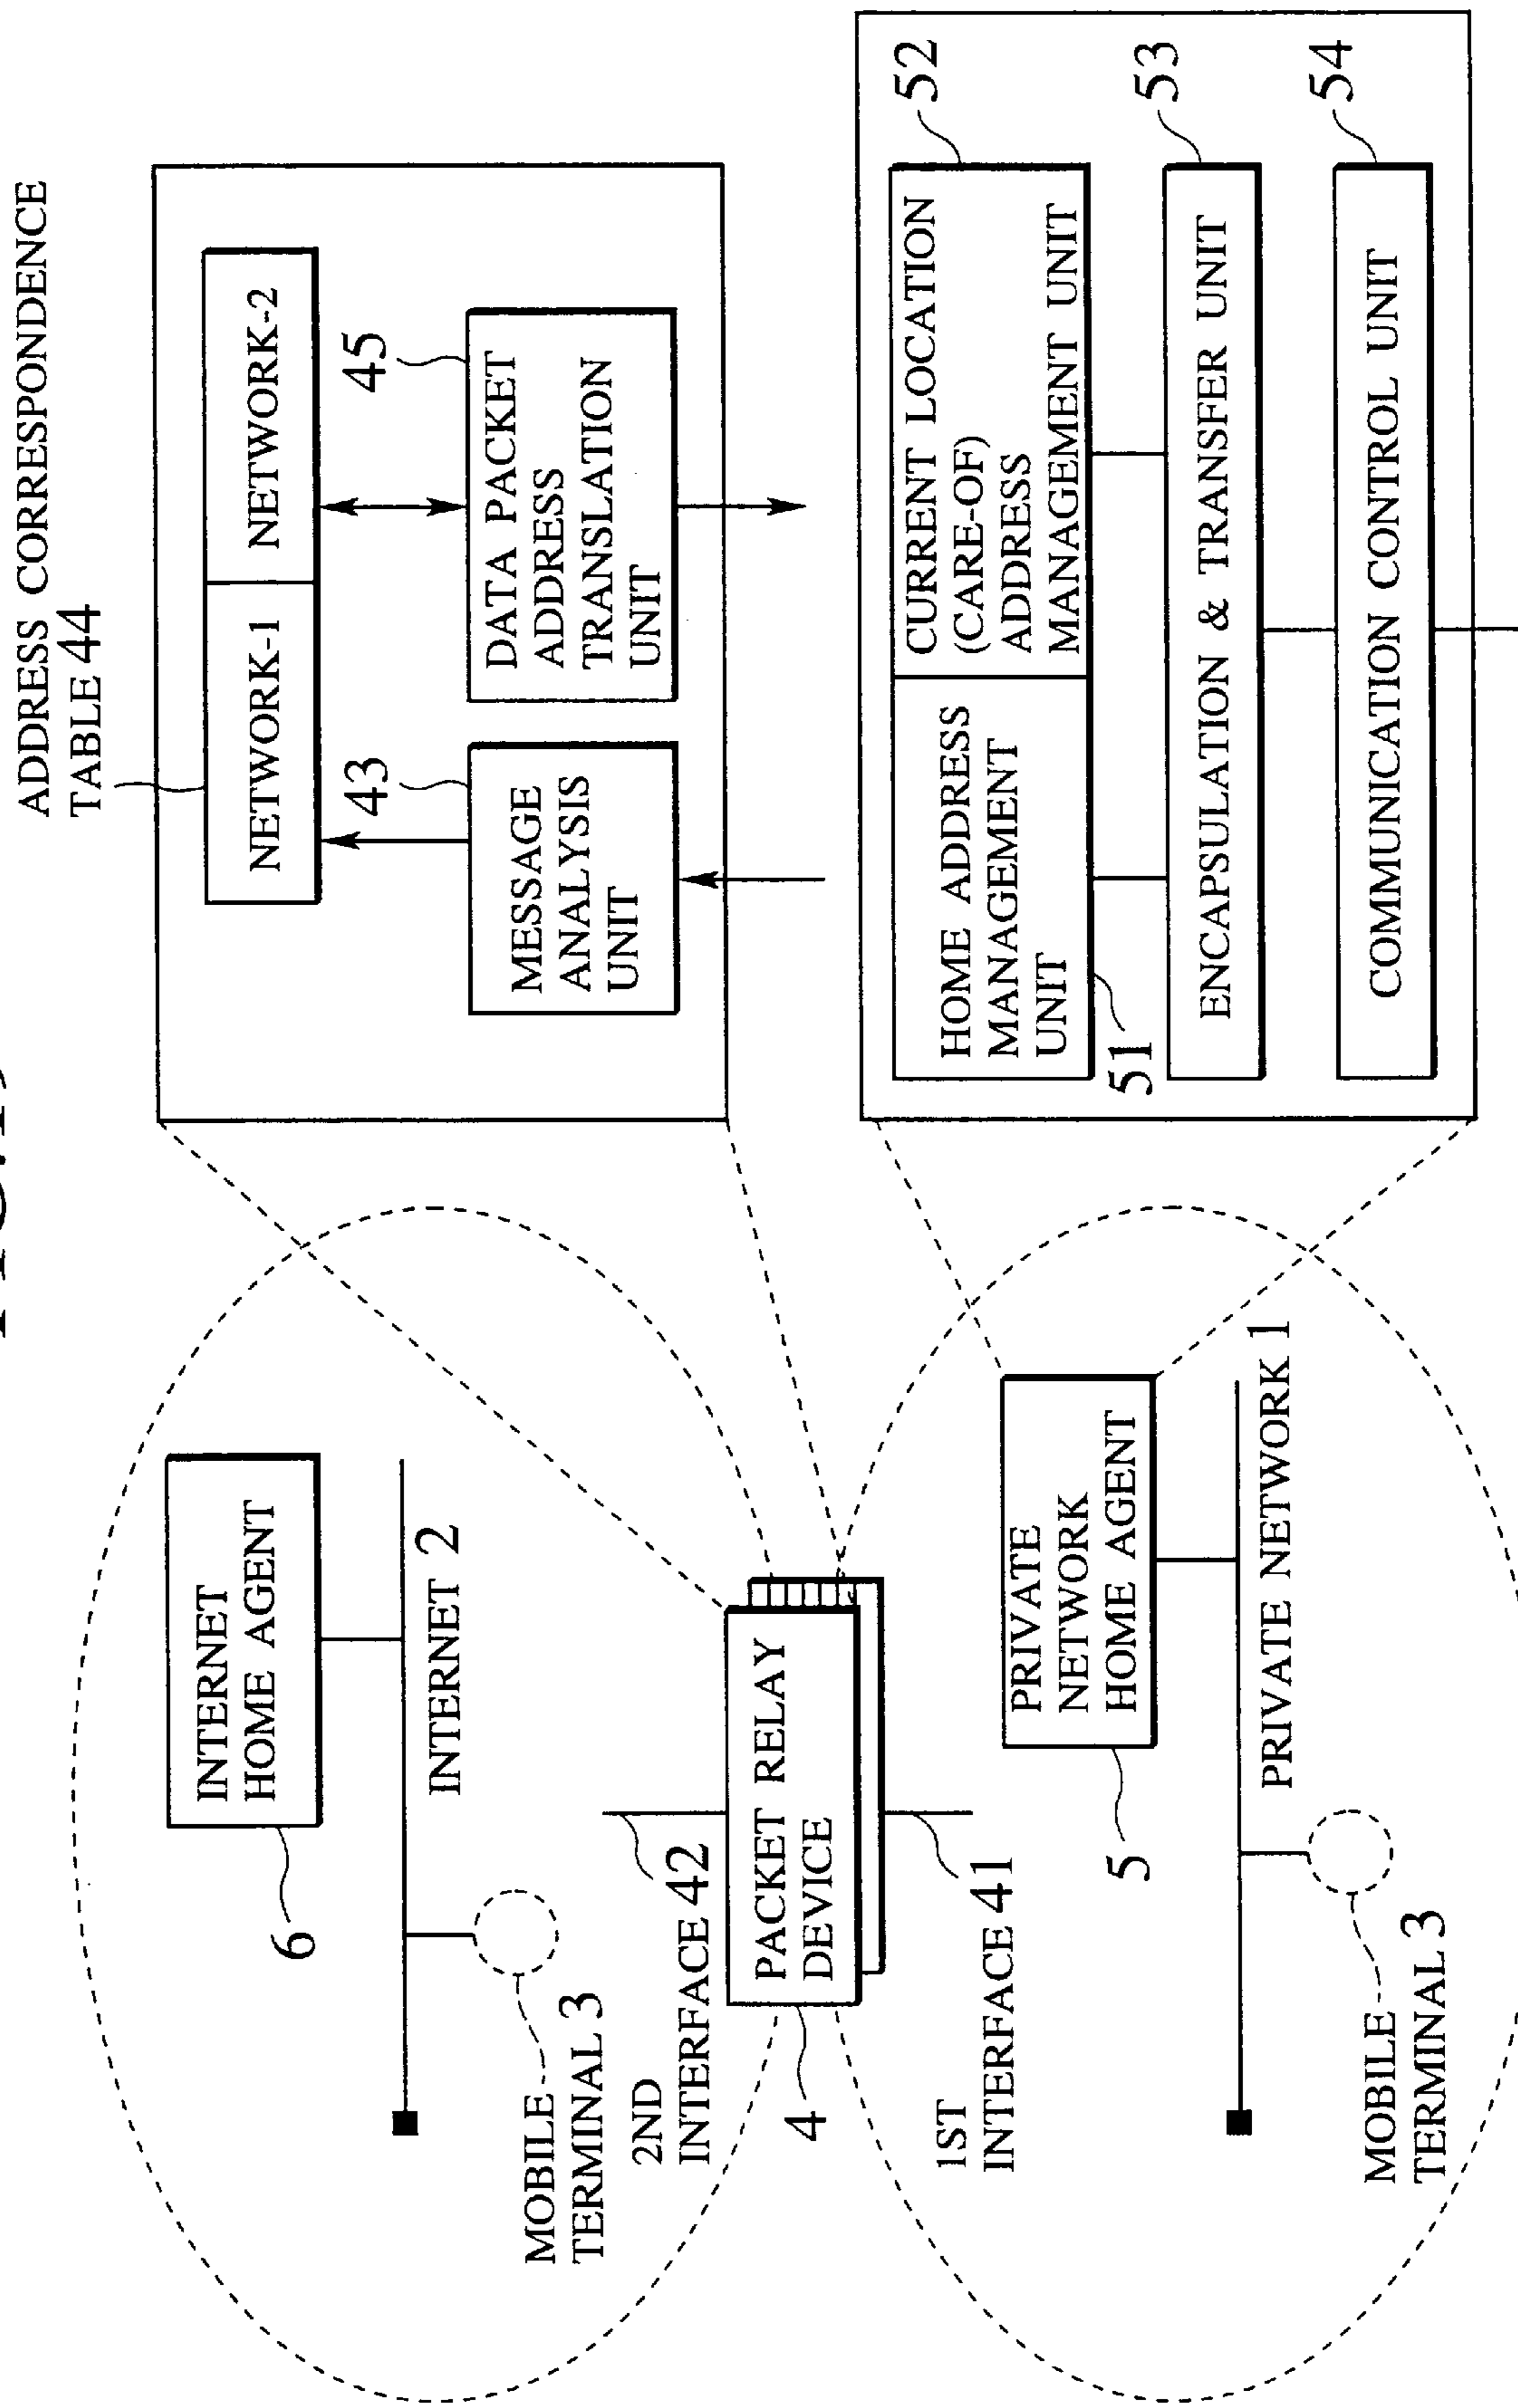 INTERNET
HOME AGENT
6
INTERNET 2
MOBILE
TERMINAL 3
2ND
INTERFACE 42
PACKET RELAY
DEVICE
4
1ST
INTERFACE 41
PRIVATE
NETWORK
HOME AGENT
5
PRIVATE NETWORK 1
MOBILE
TERMINAL 3
ADDRESS CORRESPONDENCE
TABLE 44
NETWORK-1
NETWORK-2
43
45
MESSAGE
ANALYSIS
UNIT
DATA PACKET
ADDRESS
TRANSLATION
UNIT
HOME ADDRESS
MANAGEMENT
UNIT
51
CURRENT LOCATION
(CARE-OF)
ADDRESS
MANAGEMENT UNIT
52
ENCAPSULATION & TRANSFER UNIT
53
COMMUNICATION CONTROL UNIT
54